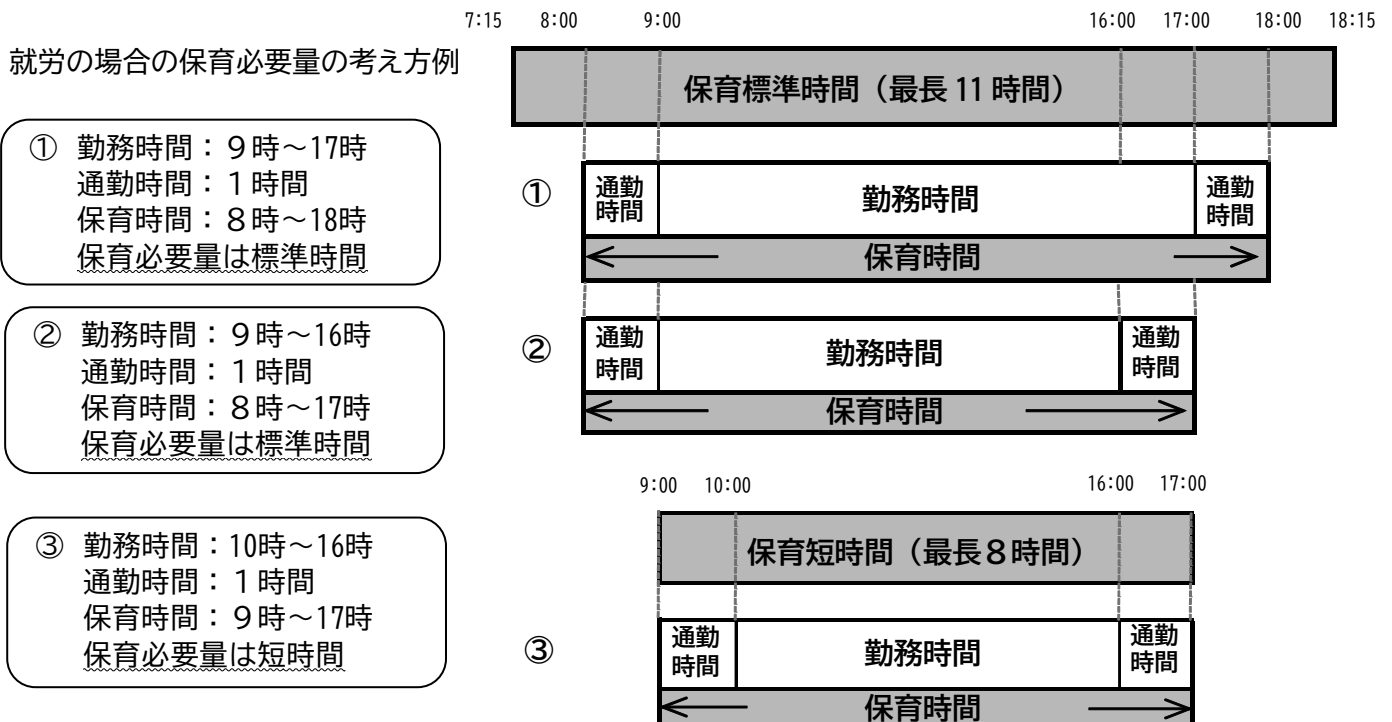 7:15 8:00 9:00 16:00 17:00 18:00 18:15
就労の場合の保育必要量の考え方例
保育標準時間（最長 11 時間）
① 勤務時間：９時～17時
通勤時間：１時間
保育時間：８時～18時
保育必要量は標準時間
①
通勤
時間
勤務時間
通勤
時間
保育時間
② 勤務時間：９時～16時
通勤時間：１時間
保育時間：８時～17時
保育必要量は標準時間
②
通勤
時間
勤務時間
通勤
時間
保育時間
9:00 10:00 16:00 17:00
保育短時間（最長８時間）
③ 勤務時間：10時～16時
通勤時間：１時間
保育時間：９時～17時
保育必要量は短時間
③
通勤
時間
勤務時間
通勤
時間
保育時間